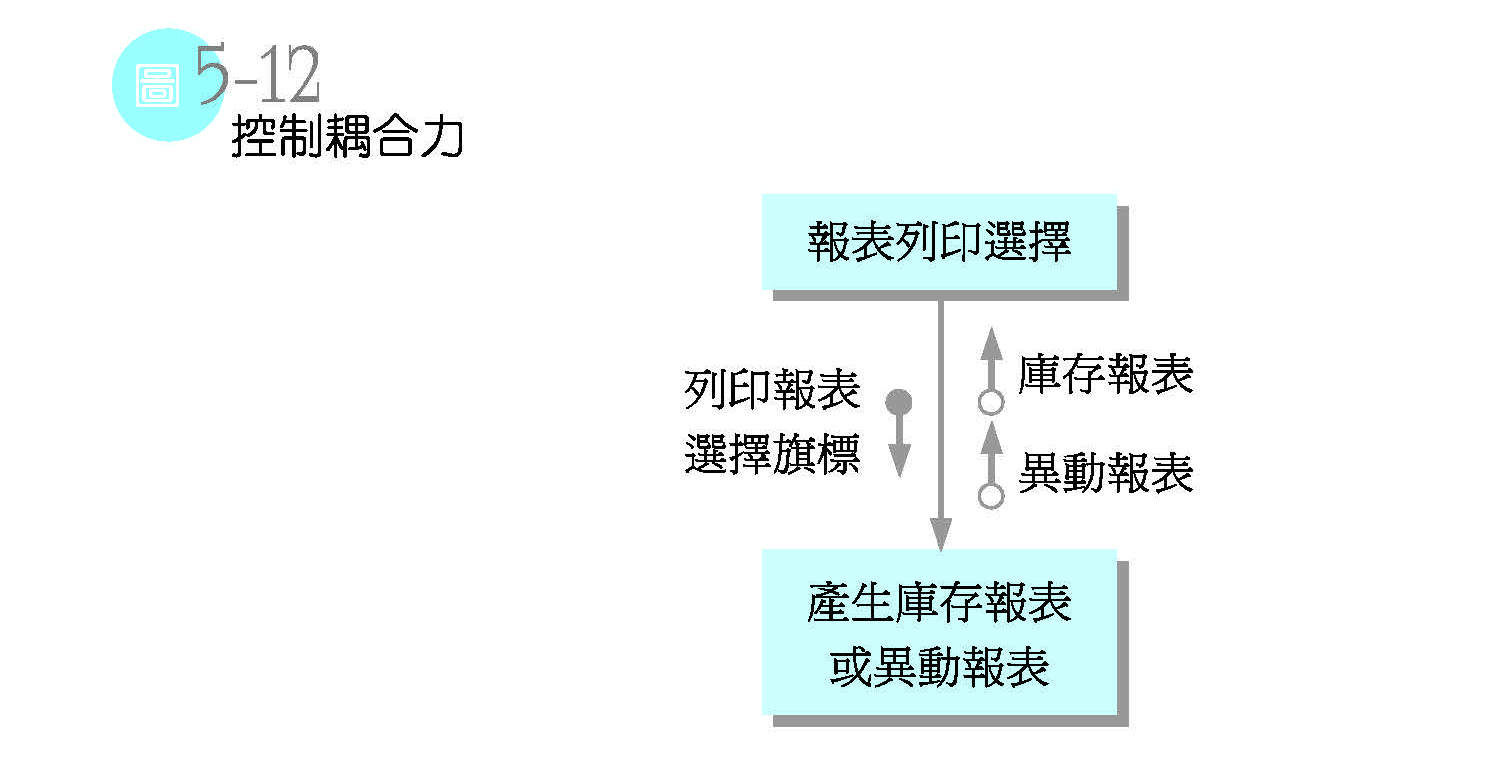 圖 5-12
控制耦合力
報表列印選擇
列印報表
選擇旗標
庫存報表
異動報表
產生庫存報表
或異動報表